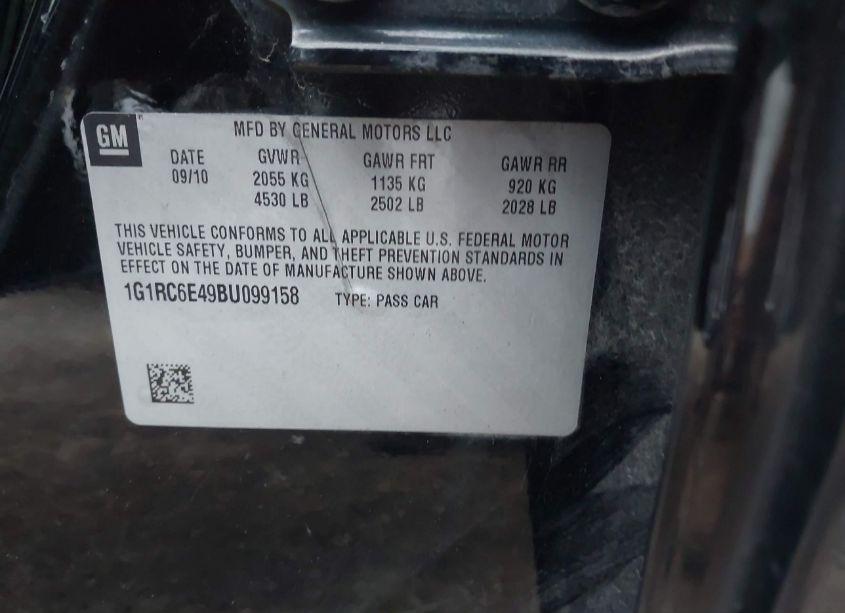 GM
MFD BY GENERAL MOTORS LLC
DATE GVWR GAWR FRT GAWR RR
09/10 2055 KG 1135 KG 920 KG
4530 LB 2502 LB 2028 LB
THIS VEHICLE CONFORMS TO ALL APPLICABLE U.S. FEDERAL MOTOR
VEHICLE SAFETY, BUMPER, AND THEFT PREVENTION STANDARDS IN
EFFECT ON THE DATE OF MANUFACTURE SHOWN ABOVE.
1G1RC6E49BU099158 TYPE: PASS CAR